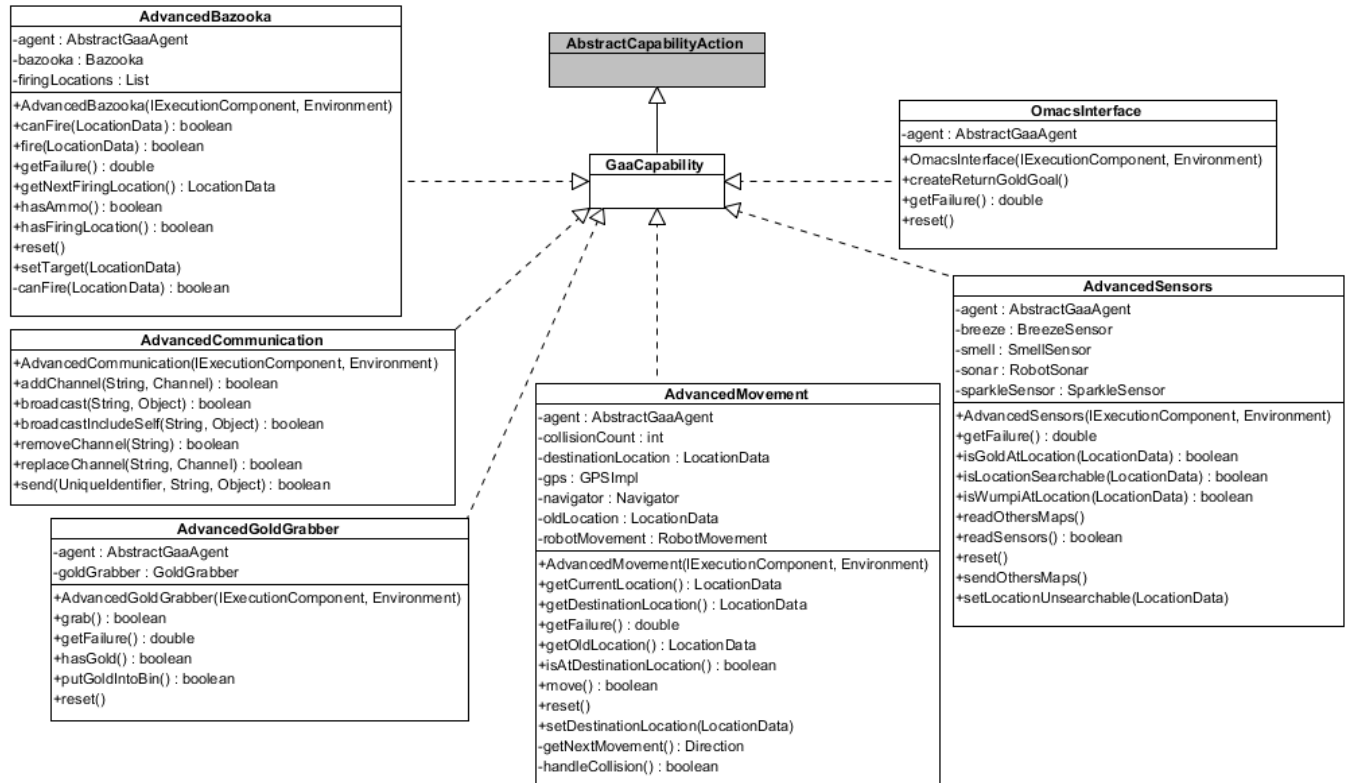 AdvancedBazooka
-agent : AbstractGaaAgent
-bazooka : Bazooka
-firingLocations : List
+AdvancedBazooka(IExecutionComponent, Environment)
+canFire(LocationData) : boolean
+fire(LocationData) : boolean
+getFailure() : double
+getNextFiringLocation() : LocationData
+hasAmmo() : boolean
+hasFiringLocation() : boolean
+reset()
+setTarget(LocationData)
-canFire(LocationData) : boolean
AbstractCapabilityAction
GaaCapability
OmacsInterface
-agent : AbstractGaaAgent
+OmacsInterface(IExecutionComponent, Environment)
+createReturnGoldGoal()
+getFailure() : double
+reset()
AdvancedCommunication
+AdvancedCommunication(IExecutionComponent, Environment)
+addChannel(String, Channel) : boolean
+broadcast(String, Object) : boolean
+broadcastIncludeSelf(String, Object) : boolean
+removeChannel(String) : boolean
+replaceChannel(String, Channel) : boolean
+send(UniqueIdentifier, String, Object) : boolean
AdvancedSensors
-agent : AbstractGaaAgent
-breeze : BreezeSensor
-smell : SmellSensor
-sonar : RobotSonar
-sparkleSensor : SparkleSensor
+AdvancedSensors(IExecutionComponent, Environment)
+getFailure() : double
+isGoldAtLocation(LocationData) : boolean
+isLocationSearchable(LocationData) : boolean
+isWumpiAtLocation(LocationData) : boolean
+readOthersMaps()
+readSensors() : boolean
+reset()
+sendOthersMaps()
+setLocationUnsearchable(LocationData)
AdvancedMovement
-agent : AbstractGaaAgent
-collisionCount : int
-destinationLocation : LocationData
-gps : GPSImpl
-navigator : Navigator
-oldLocation : LocationData
-robotMovement : RobotMovement
+AdvancedMovement(IExecutionComponent, Environment)
+getCurrentLocation() : LocationData
+getDestinationLocation() : LocationData
+getFailure() : double
+getOldLocation() : LocationData
+isAtDestinationLocation() : boolean
+move() : boolean
+reset()
+setDestinationLocation(LocationData)
-getNextMovement() : Direction
-handleCollision() : boolean
AdvancedGoldGrabber
-agent : AbstractGaaAgent
-goldGrabber : GoldGrabber
+AdvancedGoldGrabber(IExecutionComponent, Environment)
+grab() : boolean
+getFailure() : double
+hasGold() : boolean
+putGoldIntoBin() : boolean
+reset()